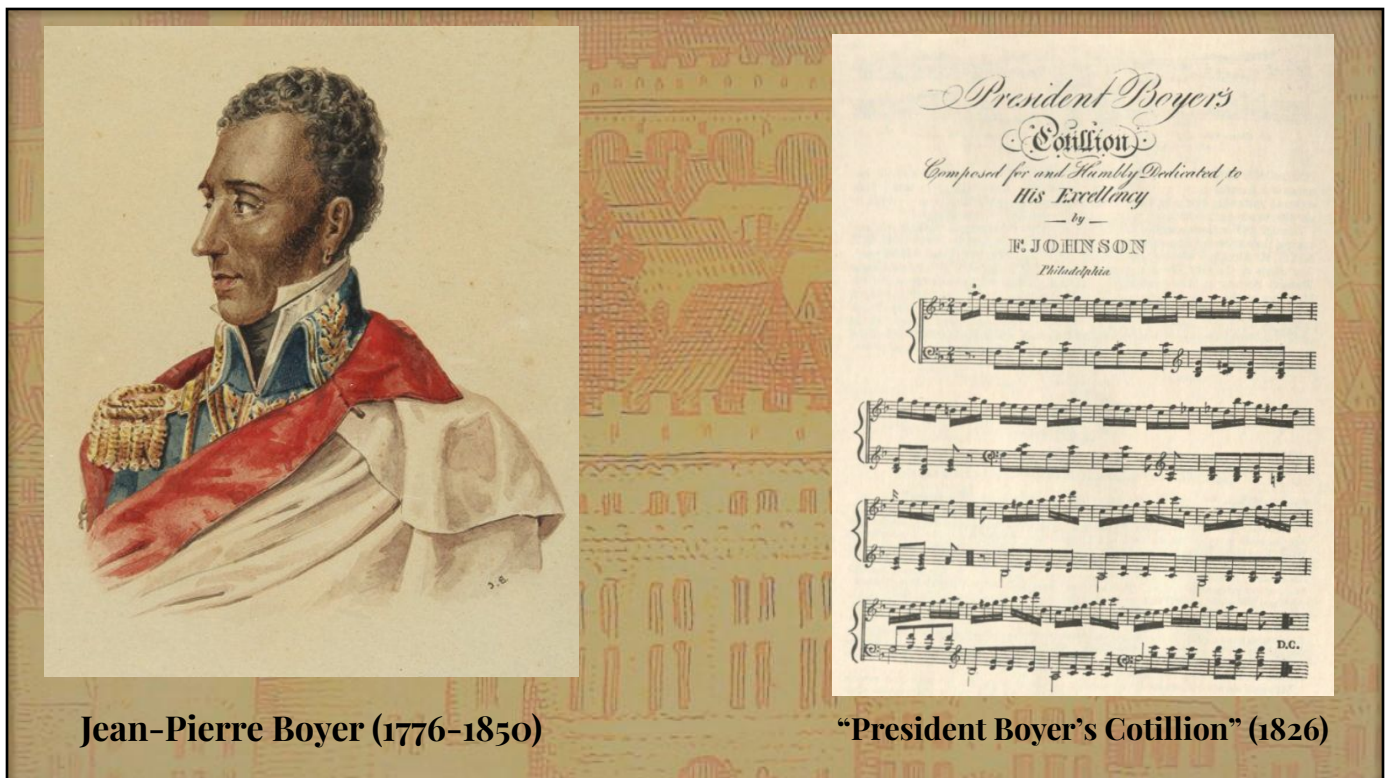 Jean-Pierre Boyer (1776-1850)
President Boyer's
Cotillion
Composed for and Humbly Dedicated to
His Excellency
— by —
F. JOHNSON
Philadelphia
D.C.
“President Boyer’s Cotillion” (1826)